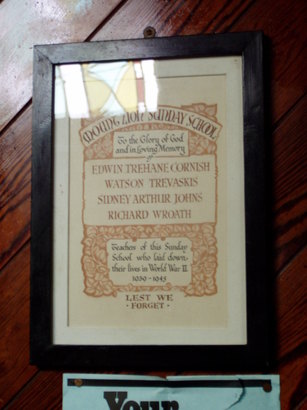 MOUNT ZION SUNDAY SCHOOL
To the Glory of God
and in Loving Memory
of
EDWIN TREHANE CORNISH
WATSON TREVASKIS
SIDNEY ARTHUR JOHNS
RICHARD WROATH
Teachers of this Sunday
School who laid down
their lives in World War II.
1939-1945
LEST WE
· FORGET ·
Your